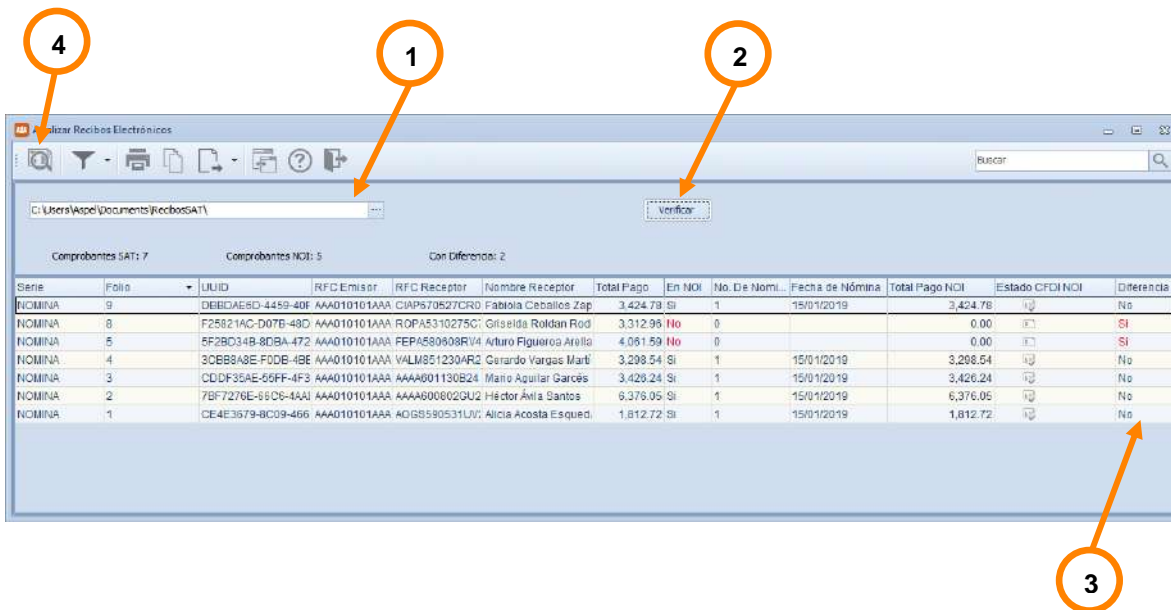 4
1
2
Analizar Recibos Electrónicos
Buscar
C:\Users\Aspel\Documents\RecibosSAT\ ... Verificar
Comprobantes SAT: 7 Comprobantes NOI: 5 Con Diferencia: 2
Serie Folio UUID RFC Emisor RFC Receptor Nombre Receptor Total Pago En NOI No. De Nomi... Fecha de Nómina Total Pago NOI Estado CFDI NOI Diferencia
NOMINA 9 DBBDAE6D-4459-40F AAA010101AAA CIAP670527CR0 Fabiola Ceballos Zap 3,424.78 Si 1 15/01/2019 3,424.78 No
NOMINA 8 F25821AC-D07B-48D AAA010101AAA ROPA5310275C Griselda Roldan Rod 3,312.96 No 0 0.00 Si
NOMINA 5 5F2BD34B-8DBA-472 AAA010101AAA FEPA580608RV4 Arturo Figueroa Arella 4,061.59 No 0 0.00 Si
NOMINA 4 3CBB8A8E-F0DB-4BE AAA010101AAA VALM851230AR2 Gerardo Vargas Martí 3,298.54 Si 1 15/01/2019 3,298.54 No
NOMINA 3 CDDF35AE-55FF-4F3 AAA010101AAA AAAA601130B24 Mario Aguilar Garcés 3,426.24 Si 1 15/01/2019 3,426.24 No
NOMINA 2 7BF7276E-66C6-4AA AAA010101AAA AAAA600802GU2 Héctor Ávila Santos 6,376.05 Si 1 15/01/2019 6,376.05 No
NOMINA 1 CE4E3679-8C09-466 AAA010101AAA Alicia Acosta Esqued 1,812.72 Si 1 15/01/2019 1,812.72 No
3